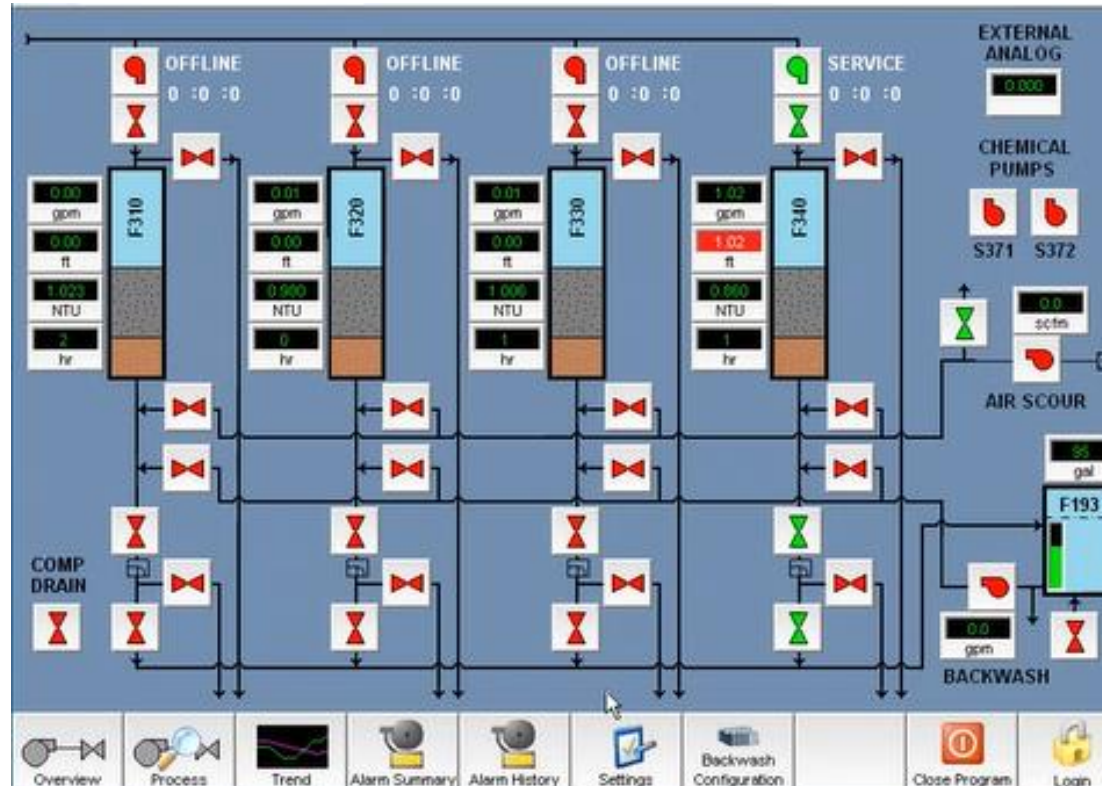 EXTERNAL
ANALOG
0.000
OFFLINE
0 :0 :0
OFFLINE
0 :0 :0
OFFLINE
0 :0 :0
SERVICE
0 :0 :0
CHEMICAL
PUMPS
S371 S372
F310
0.00
gpm
0.00
ft
1.023
NTU
2
hr
F320
0.01
gpm
0.00
ft
0.980
NTU
0
hr
F330
0.01
gpm
0.00
ft
1.006
NTU
1
hr
F340
1.02
gpm
1.02
ft
0.860
NTU
1
hr
0.0
scfm
AIR SCOUR
95
gal
F193
COMP
DRAIN
0.0
gpm
BACKWASH
Overview
Process
Trend
Alarm Summary
Alarm History
Settings
Backwash
Configuration
Close Program
Login